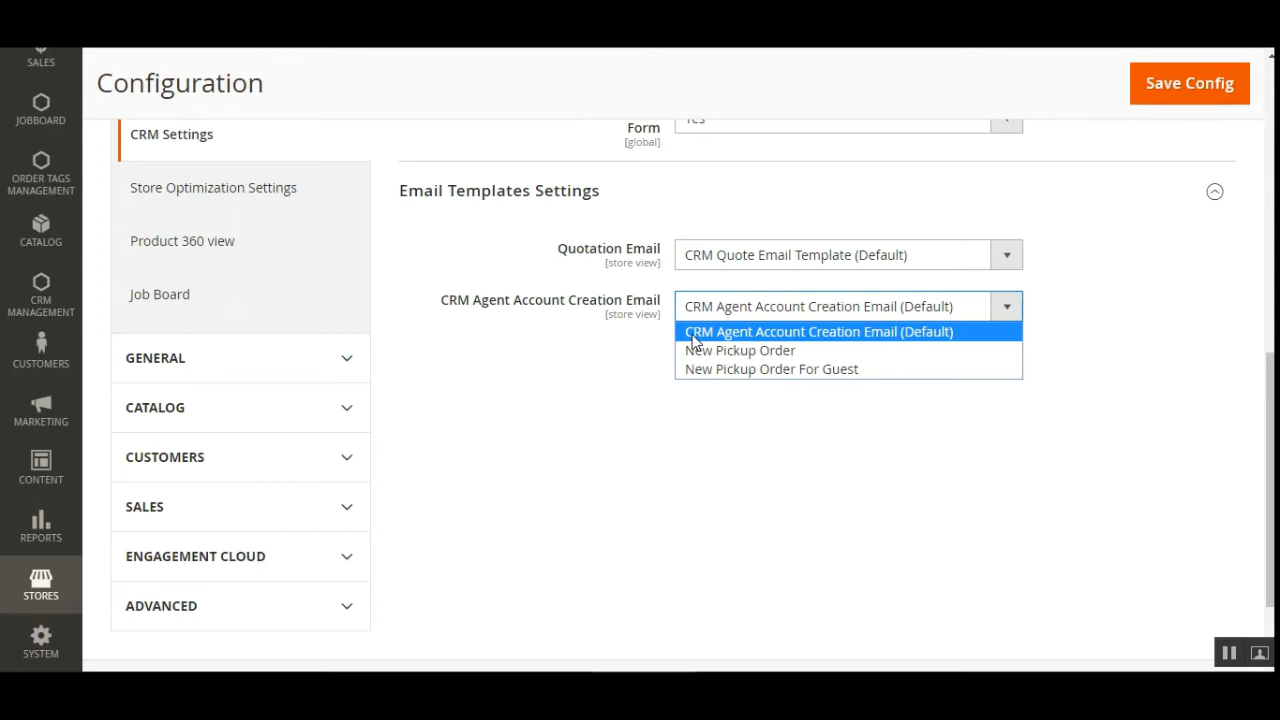 SALES
JOBBOARD
ORDER TAGS
MANAGEMENT
CATALOG
CRM
MANAGEMENT
CUSTOMERS
MARKETING
CONTENT
REPORTS
STORES
SYSTEM
Configuration
Save Config
CRM Settings
Store Optimization Settings
Product 360 view
Job Board
GENERAL
CATALOG
CUSTOMERS
SALES
ENGAGEMENT CLOUD
ADVANCED
Form
[global]
Yes
Email Templates Settings
Quotation Email
[store view]
CRM Quote Email Template (Default)
CRM Agent Account Creation Email
[store view]
CRM Agent Account Creation Email (Default)
CRM Agent Account Creation Email (Default)
New Pickup Order
New Pickup Order For Guest